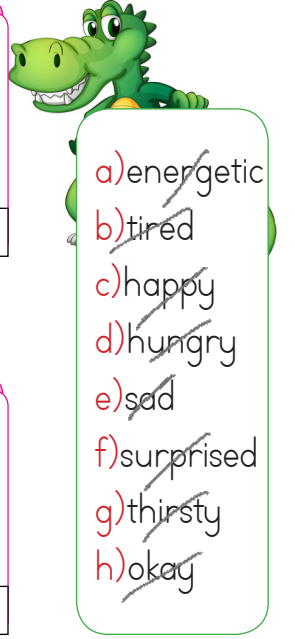 a)energetic
b)tired
c)happy
d)hungry
e)sad
f)surprised
g)thirsty
h)okay